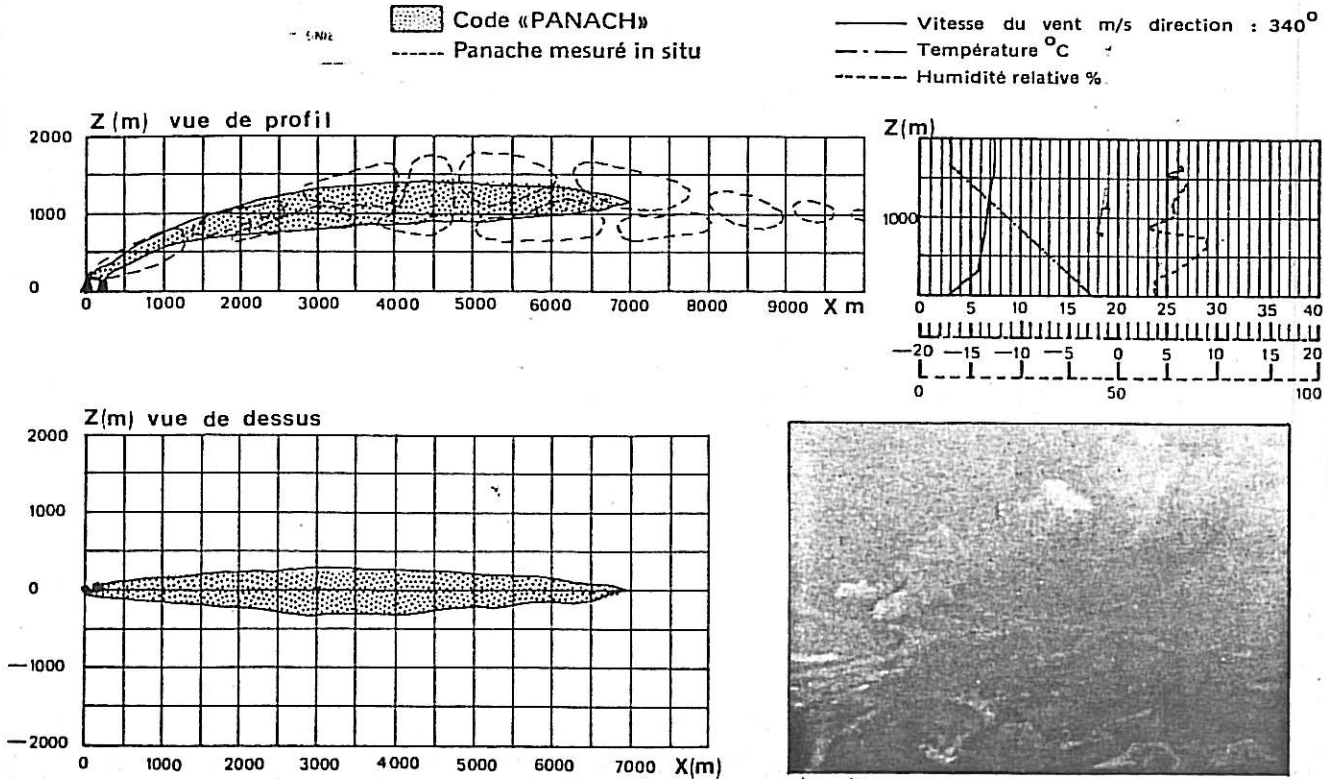 Code «PANACH»
Panache mesuré in situ
Vitesse du vent m/s direction : 340°
Température °C
Humidité relative %
Z (m) vue de profil
2000
1000
0
0 1000 2000 3000 4000 5000 6000 7000 8000 9000 X m
Z(m)
1000
0 5 10 15 20 25 30 35 40
—20 —15 —10 —5 0 5 10 15 20
0 50 100
Z(m) vue de dessus
2000
1000
0
—1000
—2000
0 1000 2000 3000 4000 5000 6000 7000 X(m)